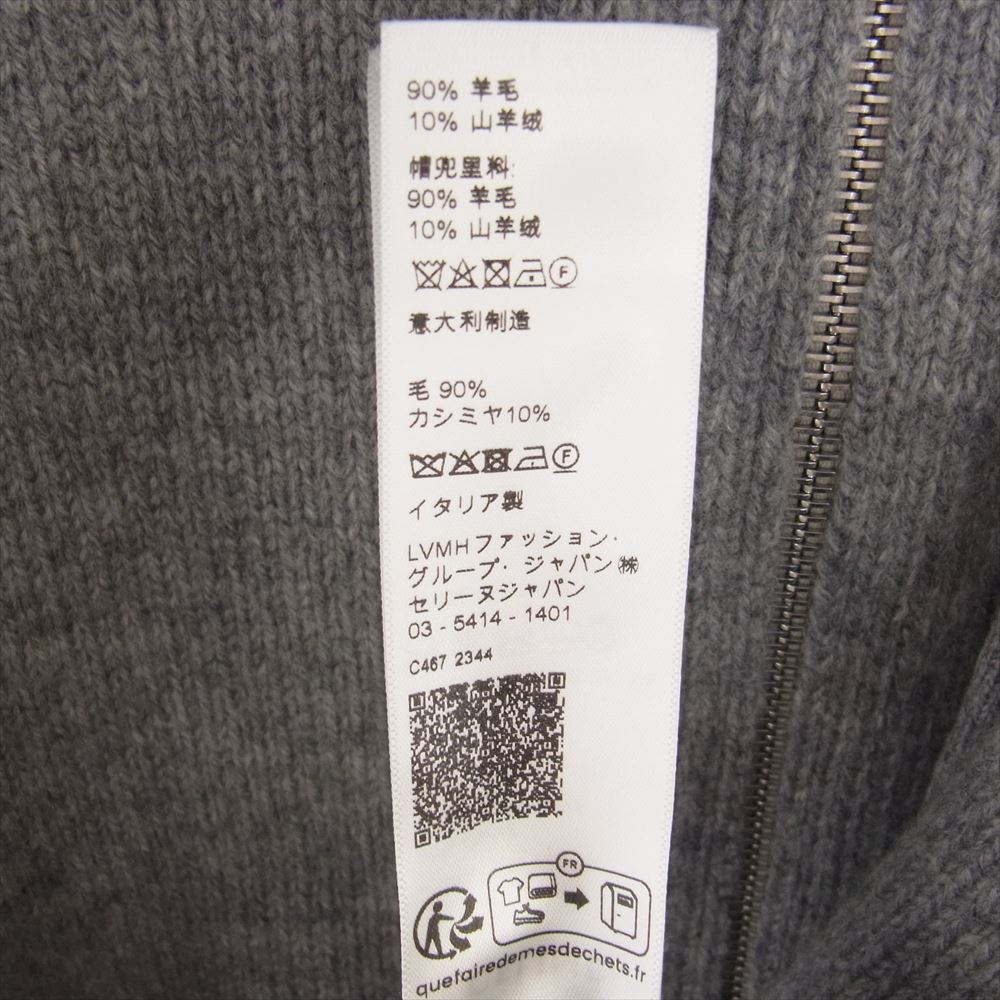 90% 羊毛
10% 山羊绒
帽兜里料:
90% 羊毛
10% 山羊绒
F
意大利制造
毛 90%
カシミヤ10%
F
イタリア製
LVMHファッション・
グループ・ジャパン㈱
セリーヌジャパン
03 - 5414 - 1401
C467 2344
FR
quefairedemesdechets.fr